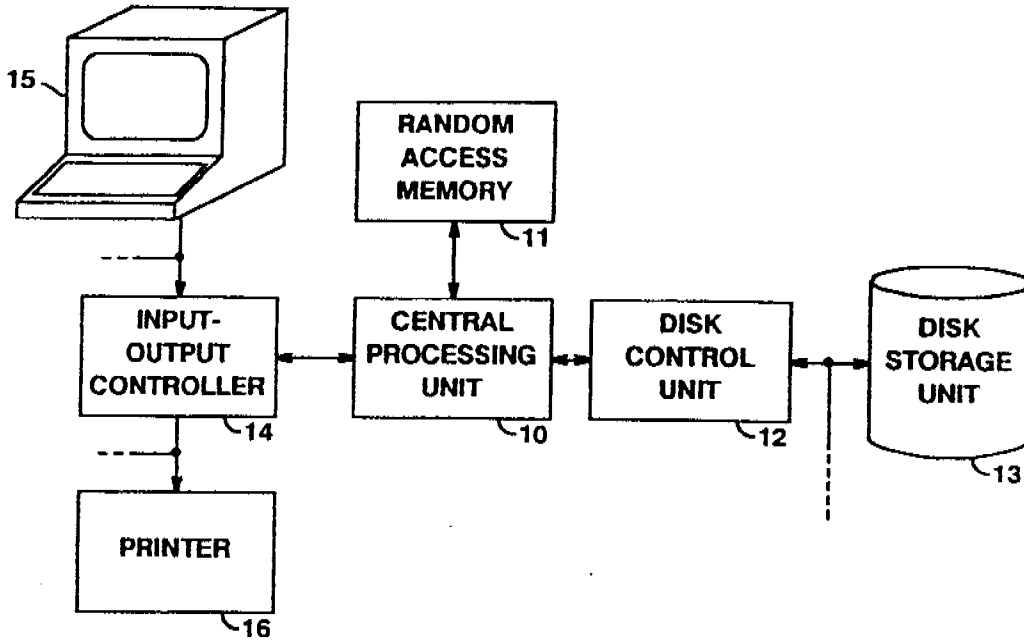 15
RANDOM
ACCESS
MEMORY
11
INPUT-
OUTPUT
CONTROLLER
14
CENTRAL
PROCESSING
UNIT
10
DISK
CONTROL
UNIT
12
DISK
STORAGE
UNIT
13
PRINTER
16